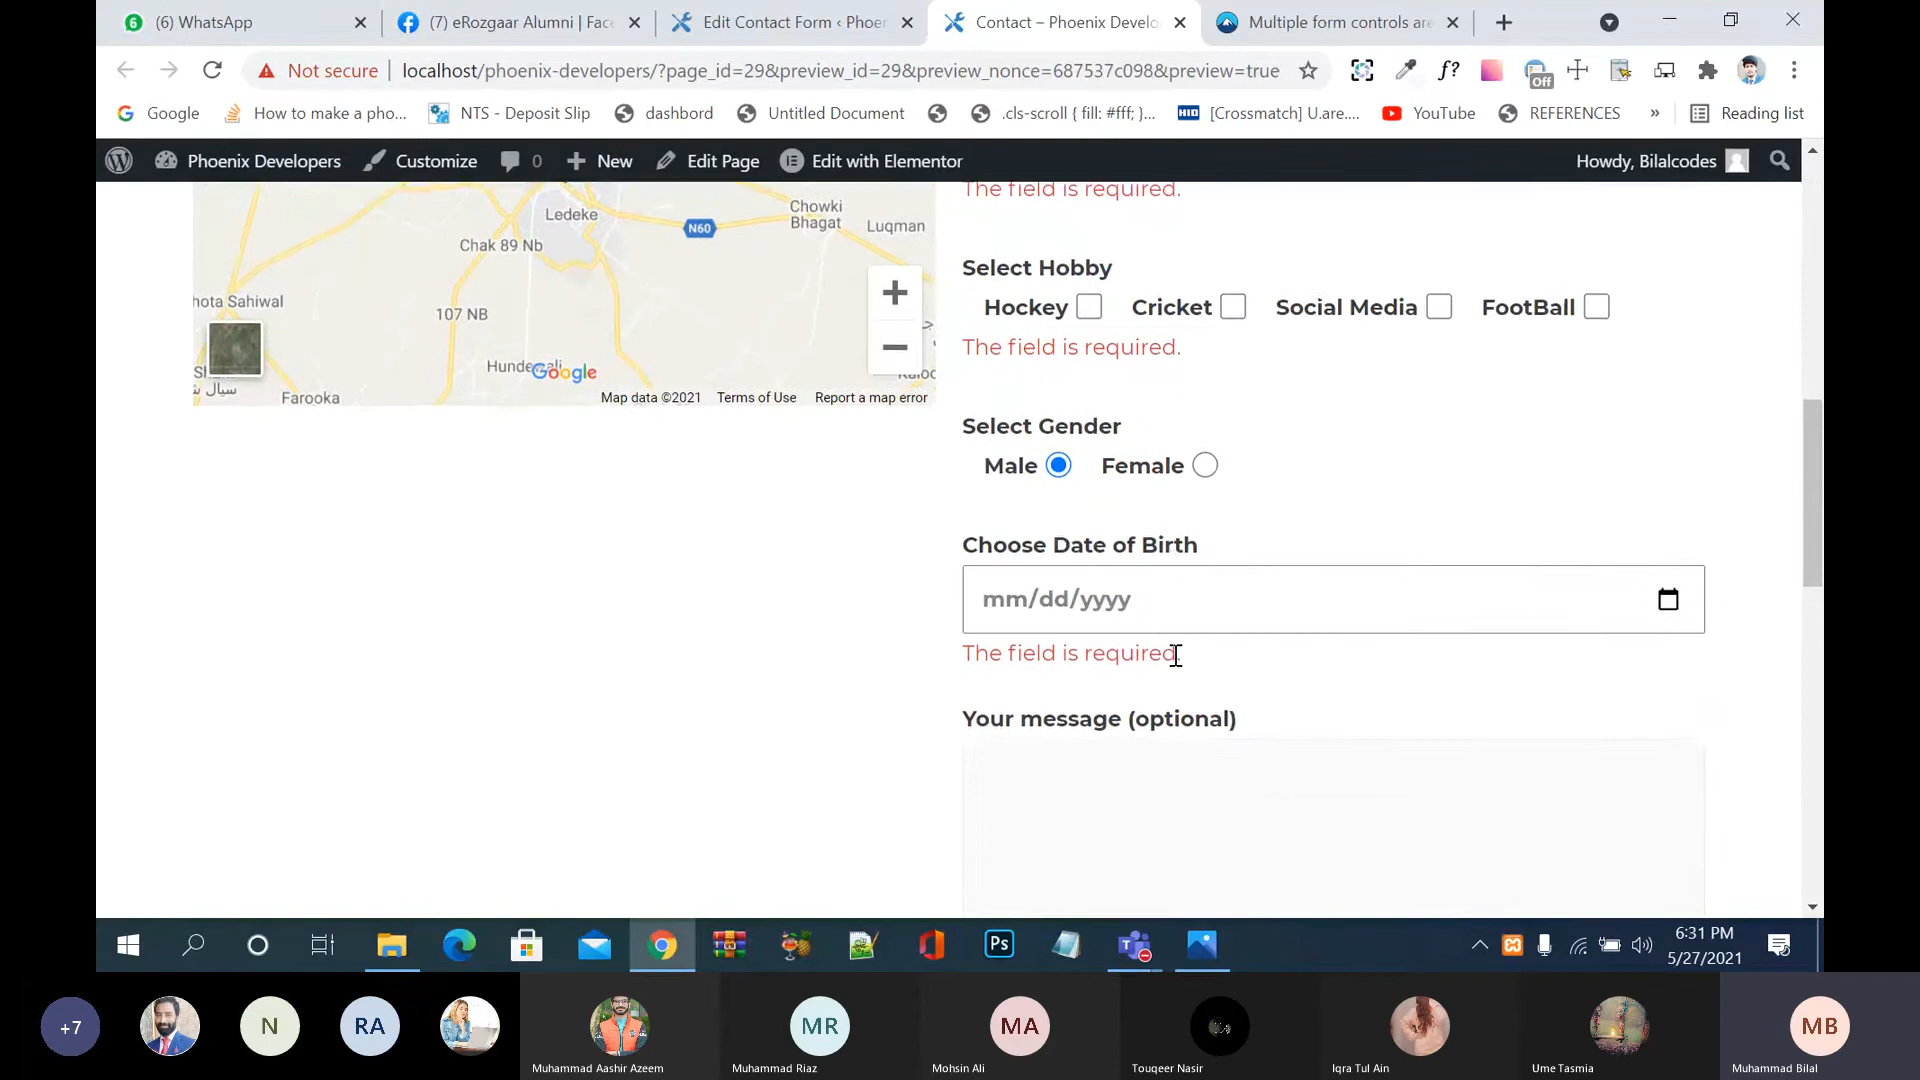 (6) WhatsApp
(7) eRozgaar Alumni | Fac
Edit Contact Form ‹ Phoer
Contact – Phoenix Develo
Multiple form controls are
Not secure
localhost/phoenix-developers/?page_id=29&preview_id=29&preview_nonce=687537c098&preview=true
f?
Off
Google
How to make a pho...
NTS - Deposit Slip
dashbord
Untitled Document
.cls-scroll { fill: #fff; }...
HID
[Crossmatch] U.are....
YouTube
REFERENCES
»
Reading list
Phoenix Developers
Customize
0
New
Edit Page
Edit with Elementor
Howdy, Bilalcodes
The field is required.
Ledeke
N60
Chowki
Bhagat
Luqman
Chak 89 Nb
hota Sahiwal
107 NB
Google
Farooka
سيال
Map data ©2021
Terms of Use
Report a map error
Select Hobby
Hockey
Cricket
Social Media
FootBall
The field is required.
Select Gender
Male
Female
Choose Date of Birth
mm/dd/yyyy
The field is required.
Your message (optional)
Ps
6:31 PM
5/27/2021
+7
N
RA
MR
MA
MB
Muhammad Aashir Azeem
Muhammad Riaz
Mohsin Ali
Touqeer Nasir
Iqra Tul Ain
Ume Tasmia
Muhammad Bilal